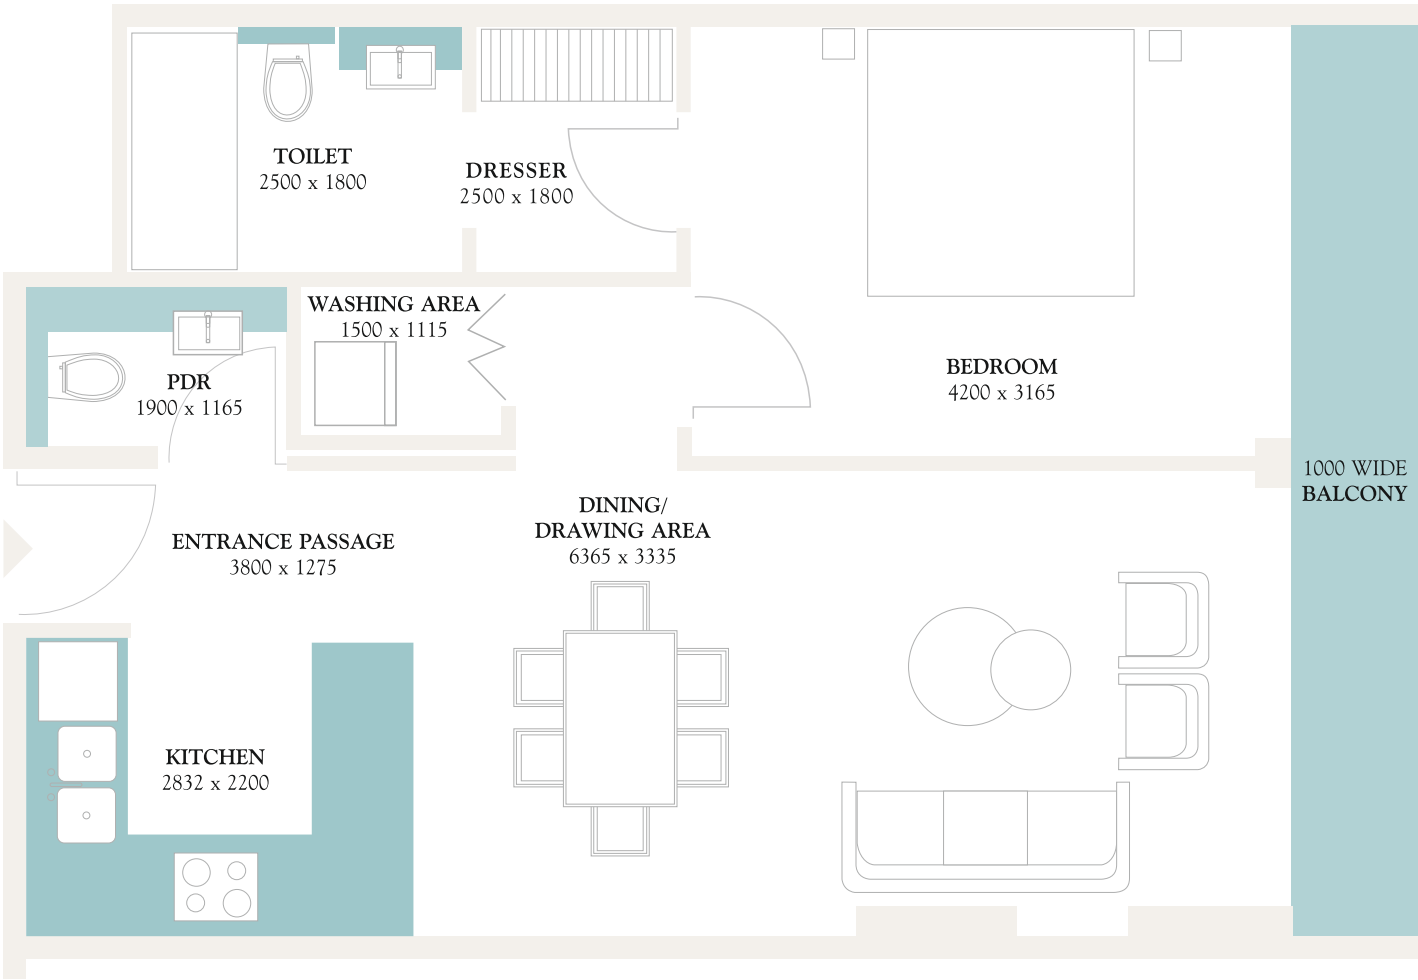 TOILET
2500 x 1800
DRESSER
2500 x 1800
WASHING AREA
1500 x 1115
PDR
1900 x 1165
BEDROOM
4200 x 3165
1000 WIDE
BALCONY
DINING/
DRAWING AREA
6365 x 3335
ENTRANCE PASSAGE
3800 x 1275
KITCHEN
2832 x 2200